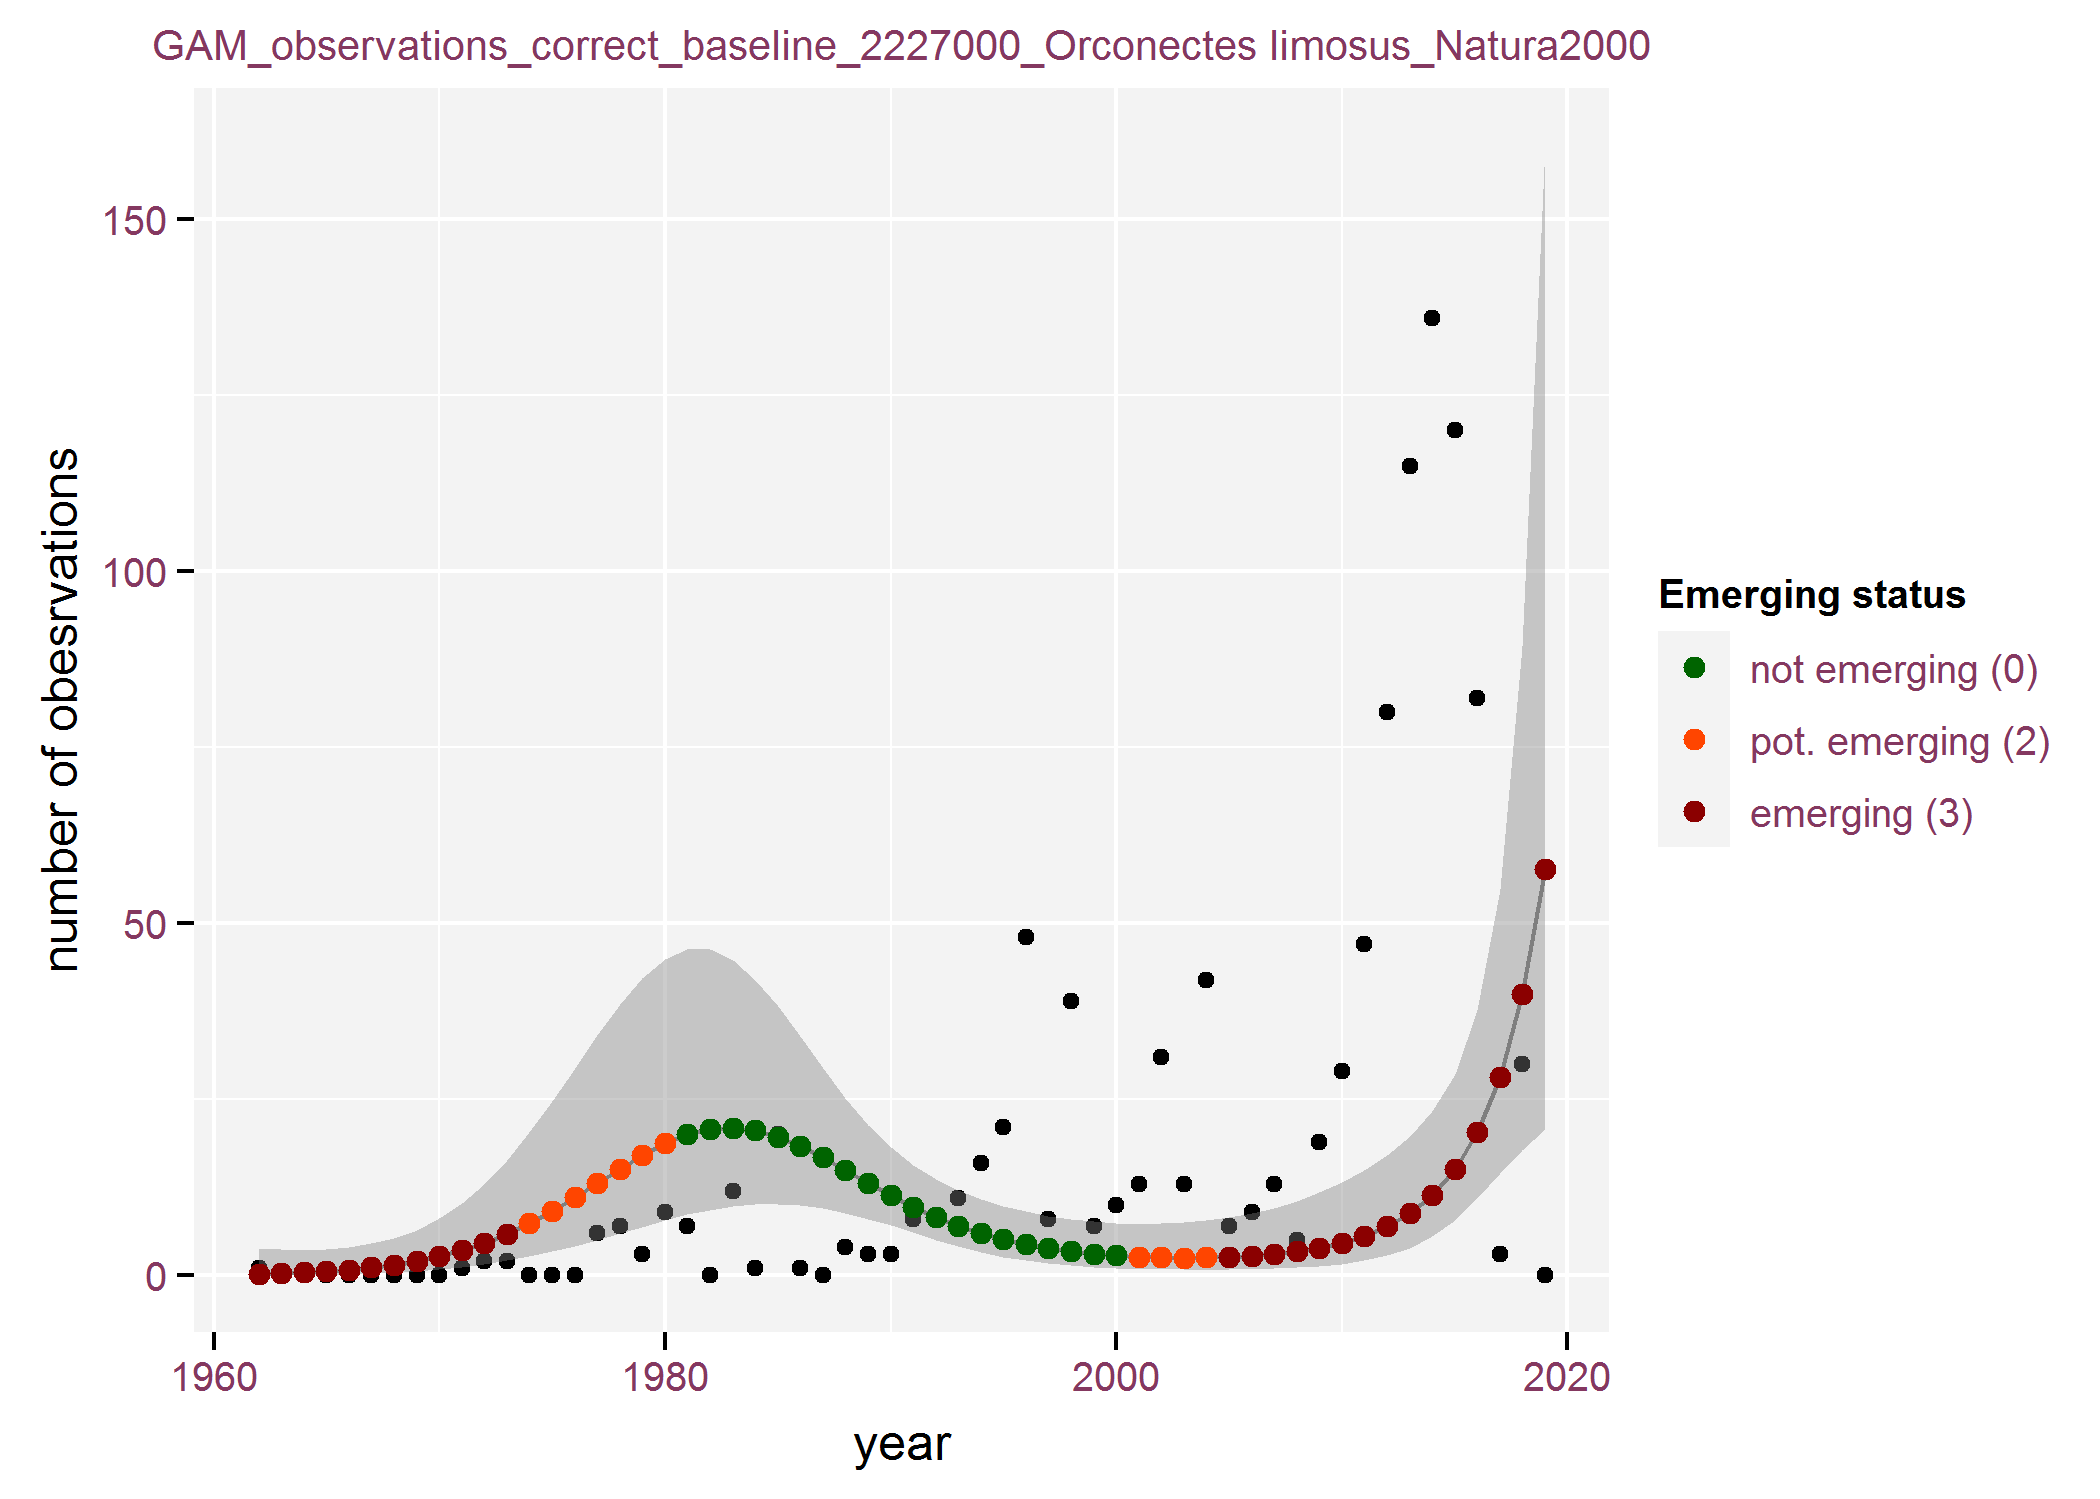 GAM_observations_correct_baseline_2227000_Orconectes limosus_Natura2000
number of obesrvations
150
100
50
0
1960
1980
2000
2020
year
Emerging status
not emerging (0)
pot. emerging (2)
emerging (3)